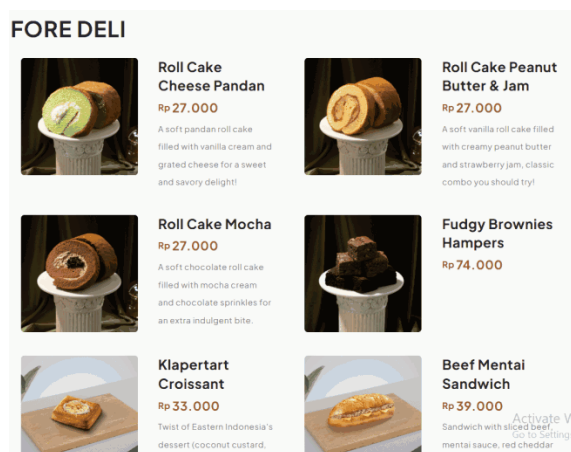 FORE DELI
Roll Cake
Cheese Pandan
Rp 27.000
A soft pandan roll cake
filled with vanilla cream and
grated cheese for a sweet
and savory delight!
Roll Cake Peanut
Butter & Jam
Rp 27.000
A soft vanilla roll cake filled
with creamy peanut butter
and strawberry jam, classic
combo you should try!
Roll Cake Mocha
Rp 27.000
A soft chocolate roll cake
filled with mocha cream
and chocolate sprinkles for
an extra indulgent bite.
Fudgy Brownies
Hampers
Rp 74.000
Klapertart
Croissant
Rp 33.000
Twist of Eastern Indonesia's
dessert (coconut custard,
Beef Mentai
Sandwich
Rp 39.000
Sandwich with sliced beef,
mentai sauce, red cheddar
Activate W
Go to Setting